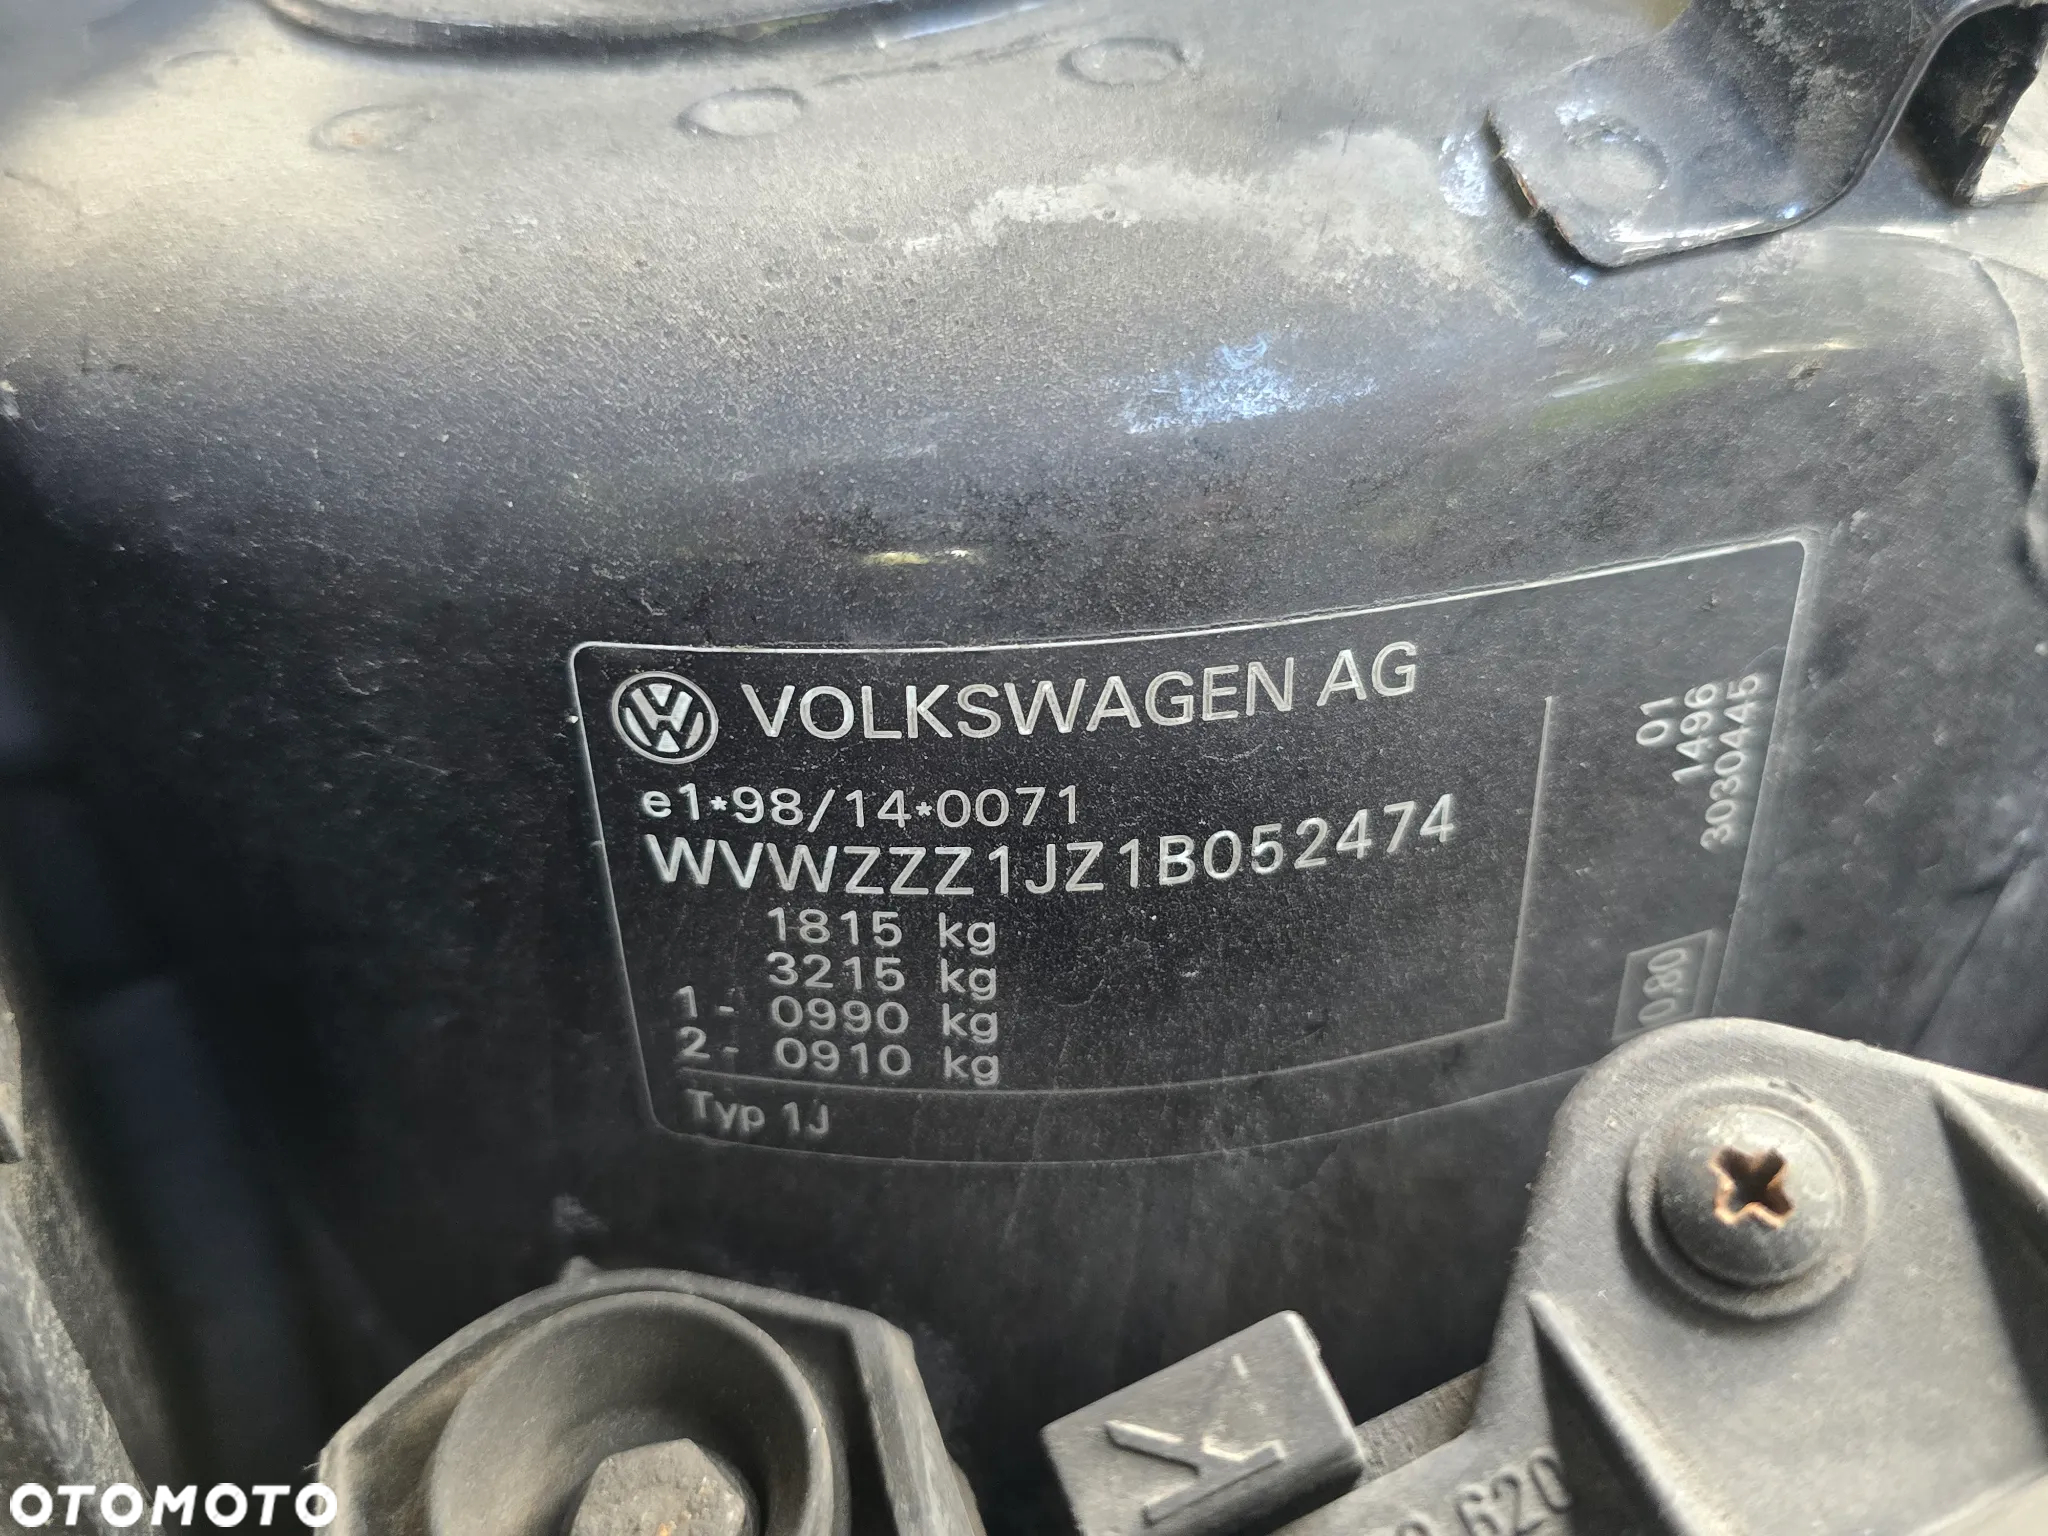 VOLKSWAGEN AG
e1*98/14*0071
WVWZZZ1JZ1B052474
1815 kg
3215 kg
1- 0990 kg
2- 0910 kg
Typ 1J
01
1496
3030445
0.80
620
OTOMOTO